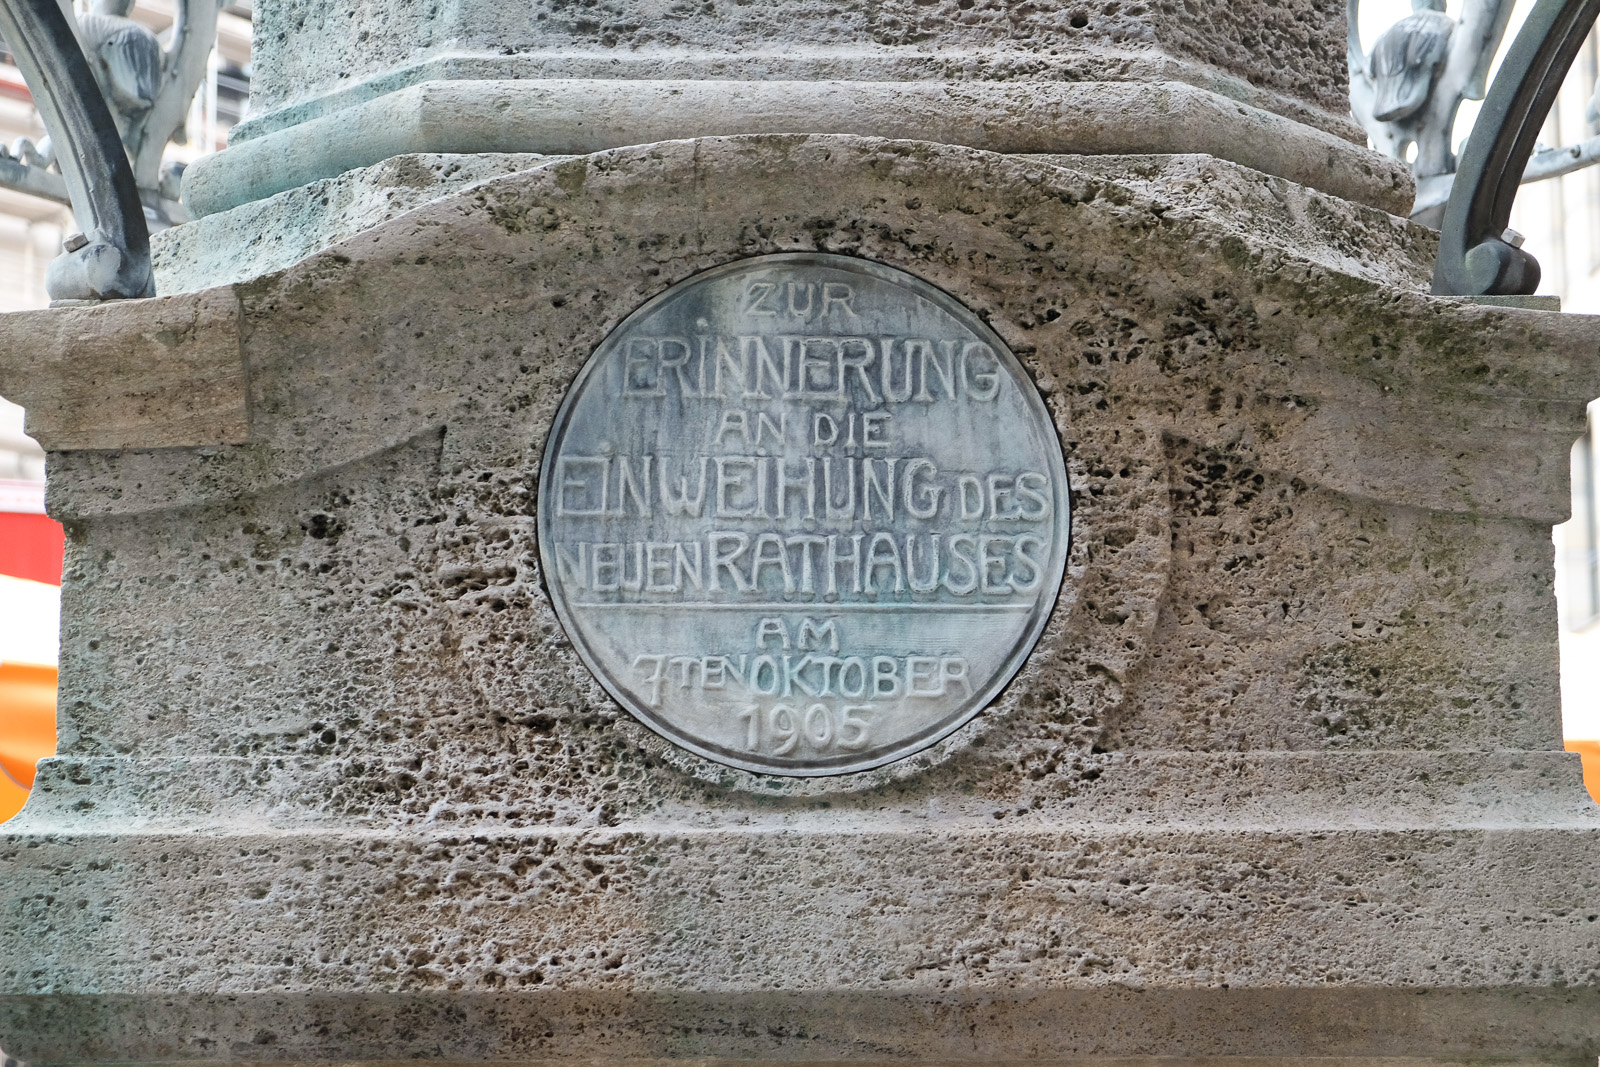 ZUR
ERINNERUNG
AN DIE
EINWEIHUNG DES
NEUEN RATHAUSES
AM
7TEN OKTOBER
1905